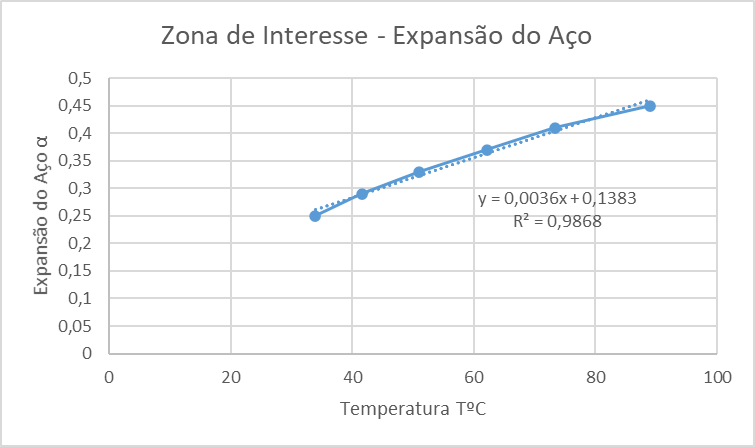 Zona de Interesse - Expansão do Aço
0,5
0,45
0,4
0,35
0,3
0,25
0,2
0,15
0,1
0,05
0
Expansão do Aço α
y = 0,0036x + 0,1383
R² = 0,9868
0 20 40 60 80 100
Temperatura TºC